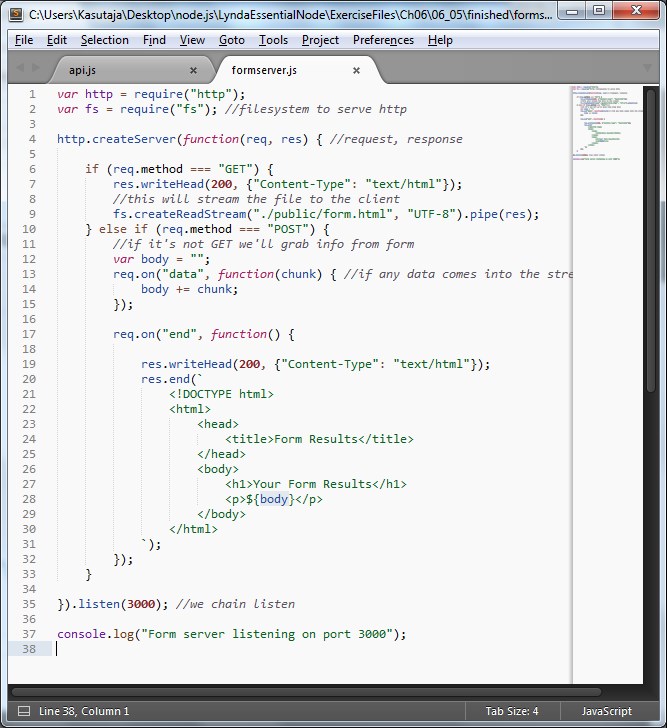 C:\Users\Kasutaja\Desktop\node.js\LyndaEssentialNode\ExerciseFiles\Ch06\06_05\finished\forms...
File Edit Selection Find View Goto Tools Project Preferences Help
api.js × formserver.js ×
1 var http = require("http");
2 var fs = require("fs"); //filesystem to serve http
3
4 http.createServer(function(req, res) { //request, response
5
6     if (req.method === "GET") {
7         res.writeHead(200, {"Content-Type": "text/html"});
8         //this will stream the file to the client
9         fs.createReadStream("./public/form.html", "UTF-8").pipe(res);
10     } else if (req.method === "POST") {
11         //if it's not GET we'll grab info from form
12         var body = "";
13         req.on("data", function(chunk) { //if any data comes into the stre
14             body += chunk;
15         });
16
17         req.on("end", function() {
18
19             res.writeHead(200, {"Content-Type": "text/html"});
20             res.end(`
21                 <!DOCTYPE html>
22                 <html>
23                     <head>
24                         <title>Form Results</title>
25                     </head>
26                     <body>
27                         <h1>Your Form Results</h1>
28                         <p>${body}</p>
29                     </body>
30                 </html>
31             `);
32         });
33     }
34
35 }).listen(3000); //we chain listen
36
37 console.log("Form server listening on port 3000");
38
Line 38, Column 1 Tab Size: 4 JavaScript